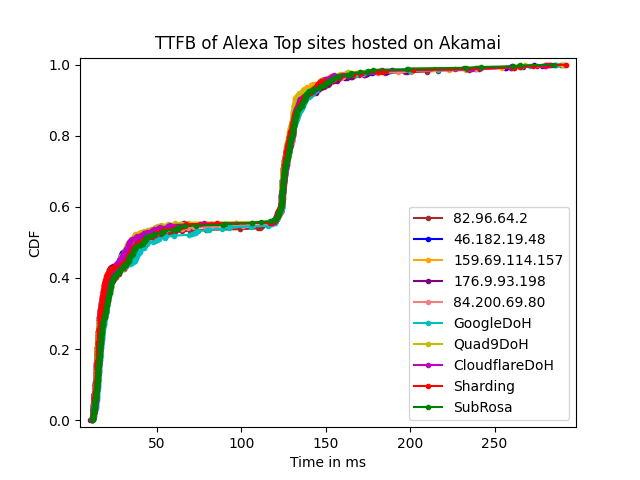 TTFB of Alexa Top sites hosted on Akamai
1.0
0.8
0.6
0.4
0.2
0.0
CDF
50
100
150
200
250
Time in ms
82.96.64.2
46.182.19.48
159.69.114.157
176.9.93.198
84.200.69.80
GoogleDoH
Quad9DoH
CloudflareDoH
Sharding
SubRosa